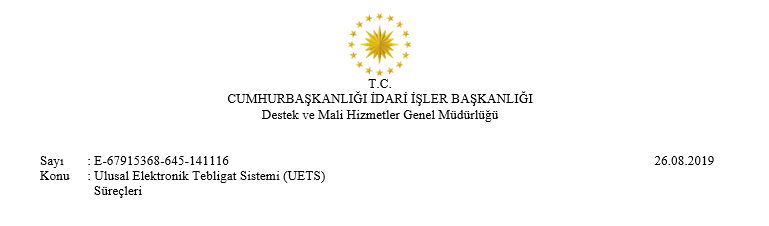 T.C.
CUMHURBAŞKANLIĞI İDARİ İŞLER BAŞKANLIĞI
Destek ve Mali Hizmetler Genel Müdürlüğü
Sayı : E-67915368-645-141116 26.08.2019
Konu : Ulusal Elektronik Tebligat Sistemi (UETS)
Süreçleri